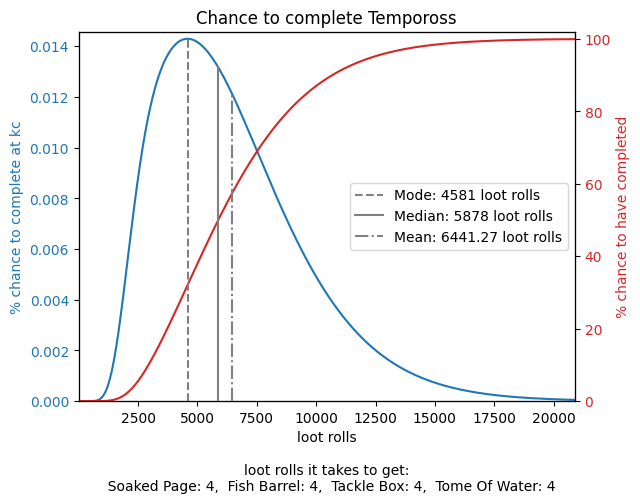 Chance to complete Tempoross
% chance to complete at kc
0.014
0.012
0.010
0.008
0.006
0.004
0.002
0.000
Mode: 4581 loot rolls
Median: 5878 loot rolls
Mean: 6441.27 loot rolls
100
80
60
40
20
0
% chance to have completed
2500 5000 7500 10000 12500 15000 17500 20000
loot rolls
loot rolls it takes to get:
Soaked Page: 4, Fish Barrel: 4, Tackle Box: 4, Tome Of Water: 4